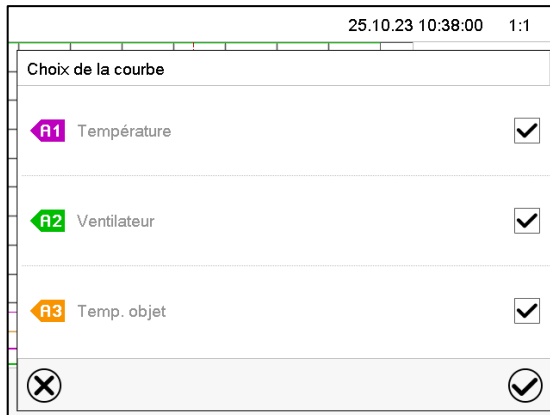 25.10.23 10:38:00 1:1
Choix de la courbe
A1 Température
A2 Ventilateur
A3 Temp. objet